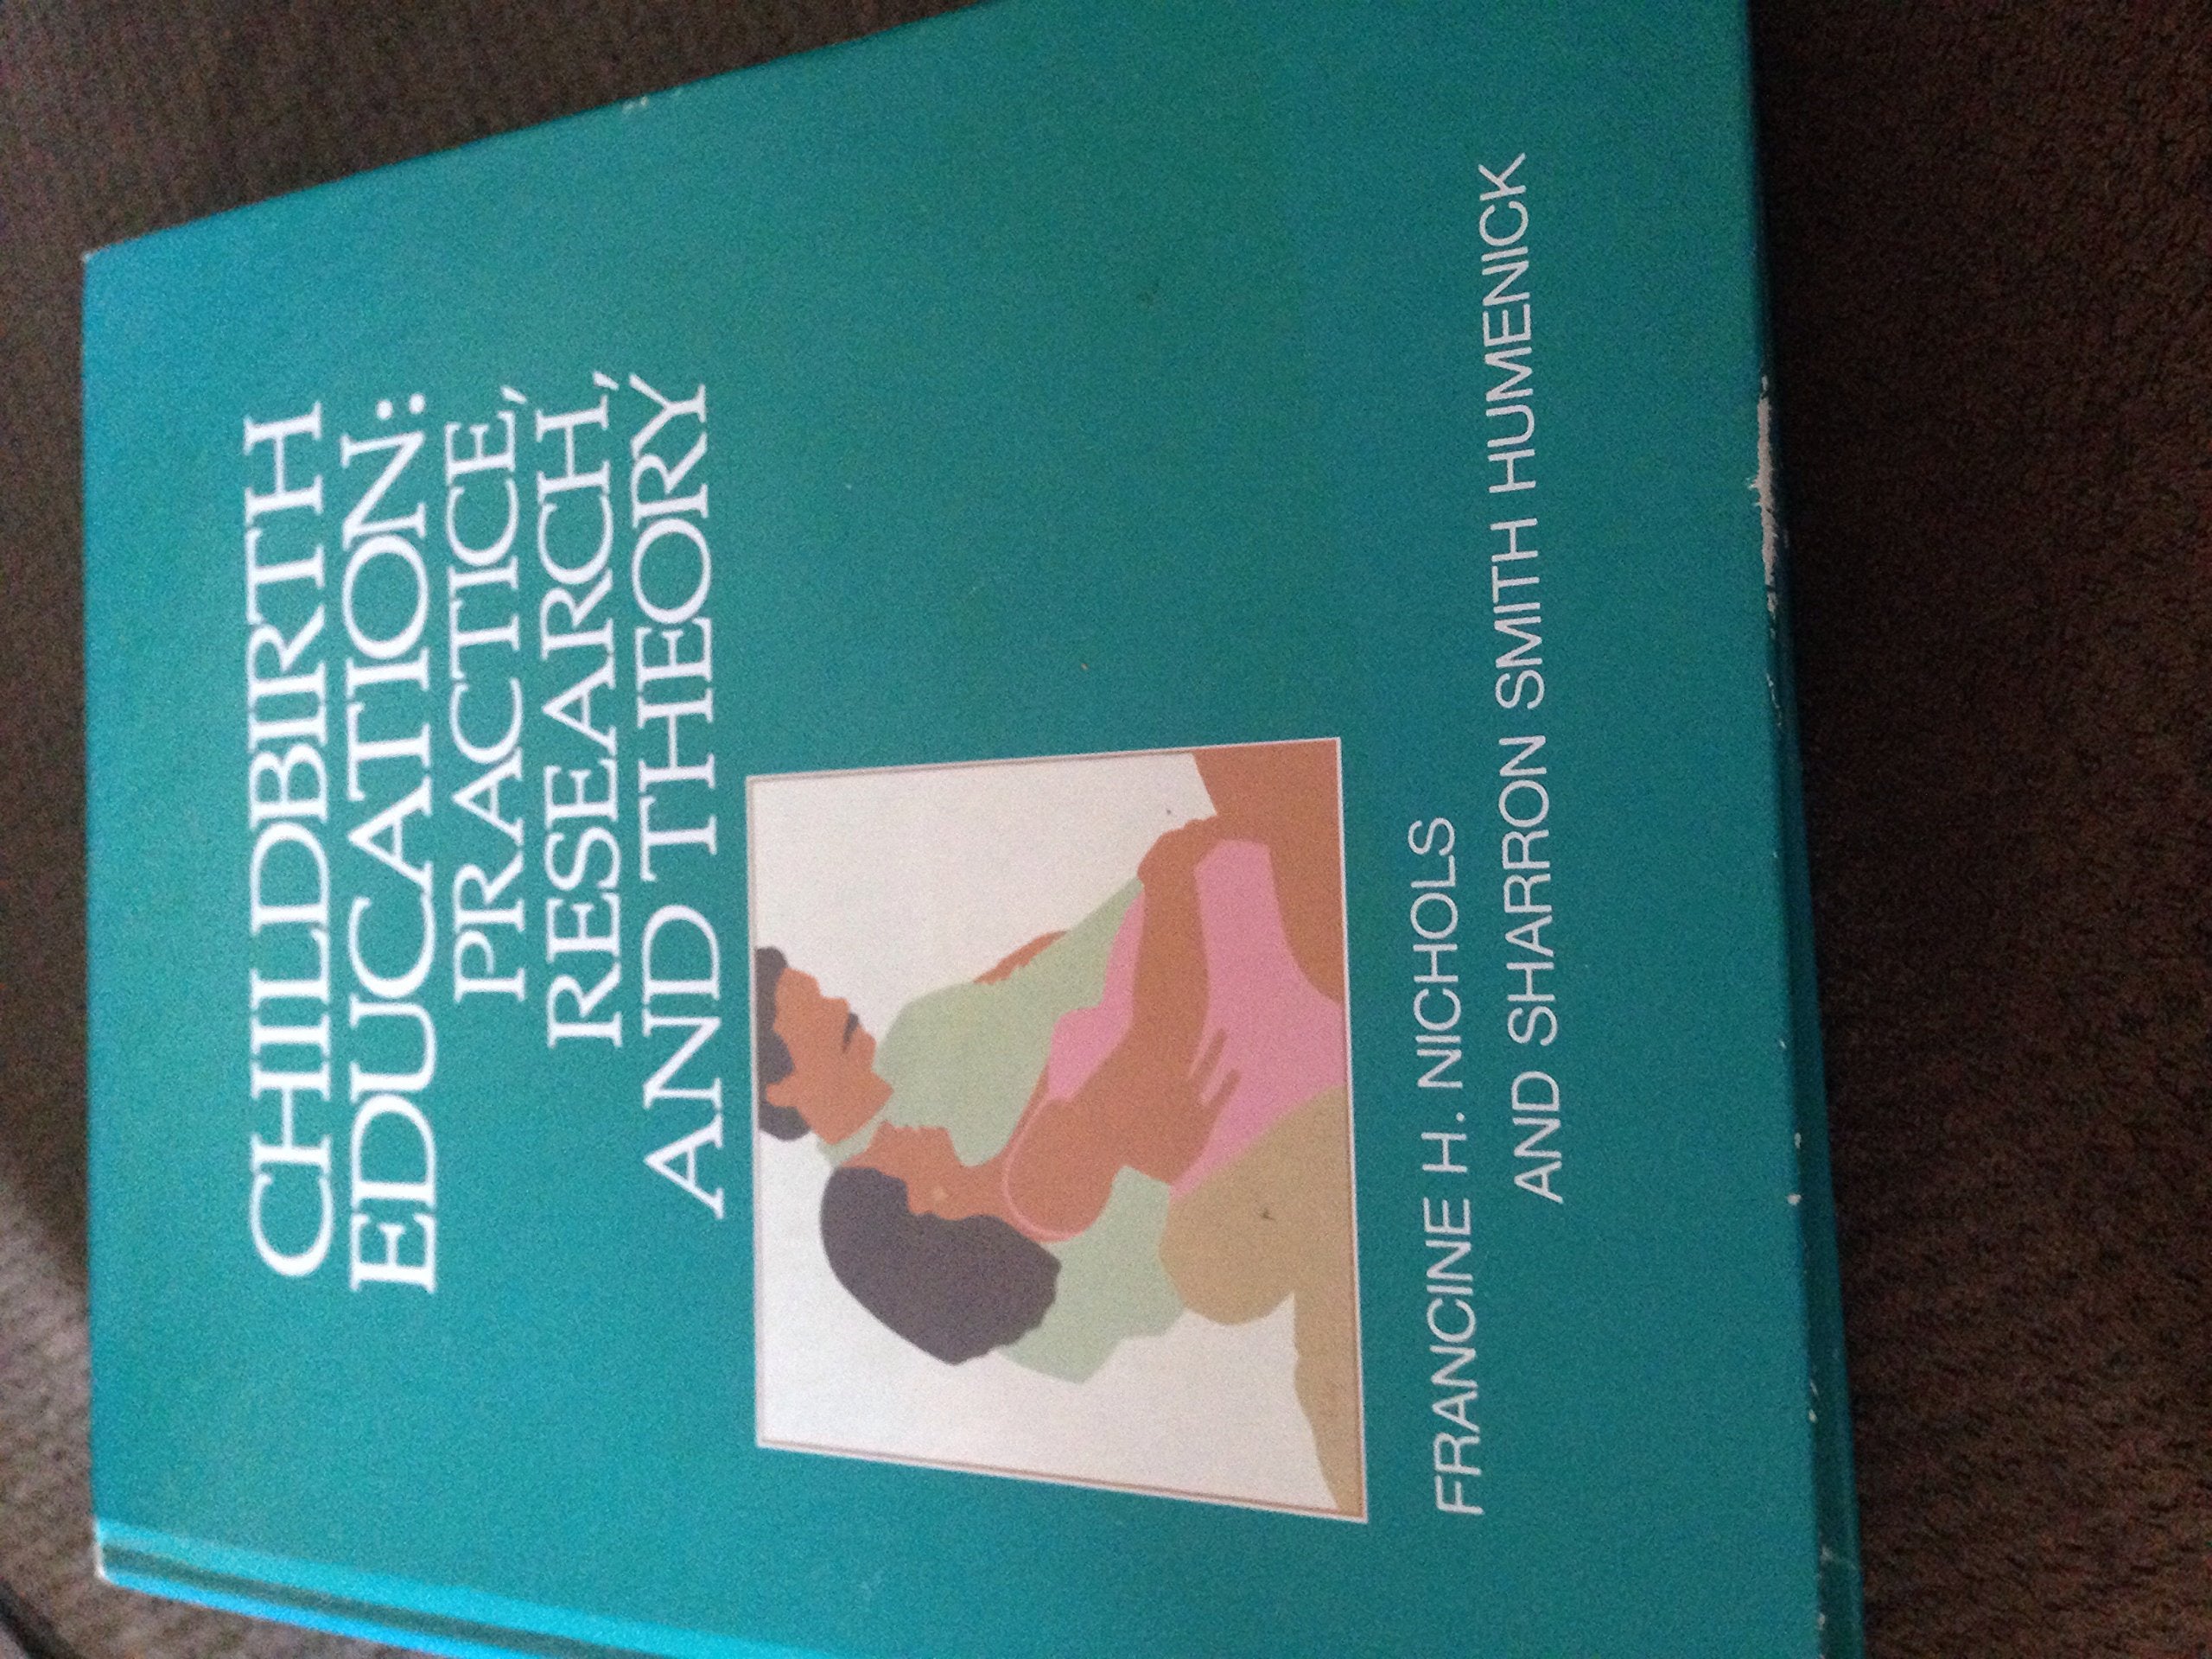 CHILDBIRTH
EDUCATION:
PRACTICE,
RESEARCH,
AND THEORY
FRANCINE H. NICHOLS
AND SHARRON SMITH HUMENICK